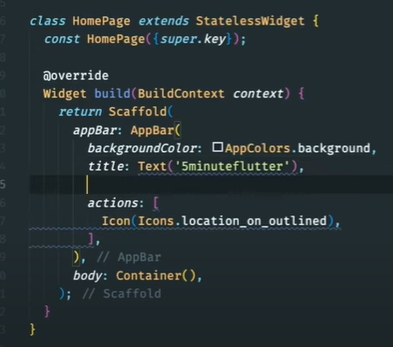 class HomePage extends StatelessWidget {
const HomePage({super.key});
@override
Widget build(BuildContext context) {
return Scaffold(
appBar: AppBar(
backgroundColor: AppColors.background,
title: Text('5minuteflutter'),
actions: [
Icon(Icons.location_on_outlined),
],
), // AppBar
body: Container(),
); // Scaffold
}
}